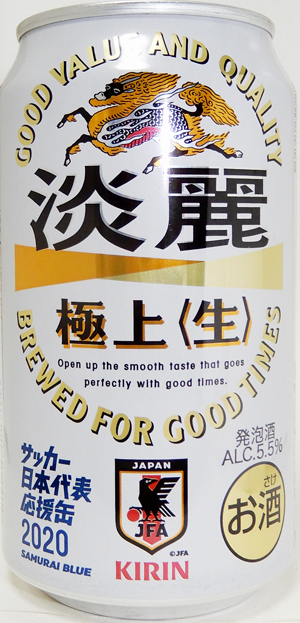 GOOD VALUE AND QUALITY
淡麗
極上〈生〉
Open up the smooth taste that goes
perfectly with good times.
BREWED FOR GOOD TIMES
サッカー
日本代表
応援缶
2020
SAMURAI BLUE
JAPAN
JFA
©JFA
KIRIN
発泡酒
ALC.5.5%
さけ
お酒